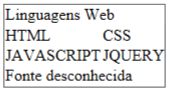 Linguagens Web
HTML CSS
JAVASCRIPT JQUERY
Fonte desconhecida